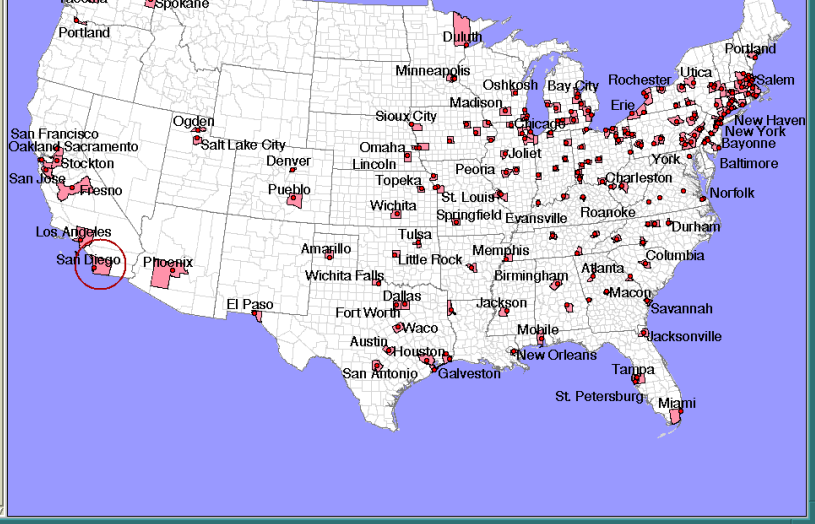 Tacoma
Spokane
Portland
Duluth
Portland
Minneapolis
Oshkosh
Bay City
Rochester
Utica
Salem
Madison
Erie
Sioux City
Chicago
New Haven
Ogden
San Francisco
New York
Oakland
Sacramento
Salt Lake City
Omaha
Joliet
Bayonne
Stockton
Denver
Lincoln
Peoria
York
Baltimore
San Jose
Fresno
Pueblo
Topeka
St. Louis
Charleston
Norfolk
Wichita
Springfield
Evansville
Roanoke
Durham
Los Angeles
Tulsa
San Diego
Phoenix
Amarillo
Little Rock
Memphis
Columbia
Wichita Falls
Birmingham
Atlanta
El Paso
Dallas
Jackson
Macon
Fort Worth
Savannah
Waco
Mobile
Jacksonville
Austin
Houston
New Orleans
San Antonio
Galveston
Tampa
St. Petersburg
Miami